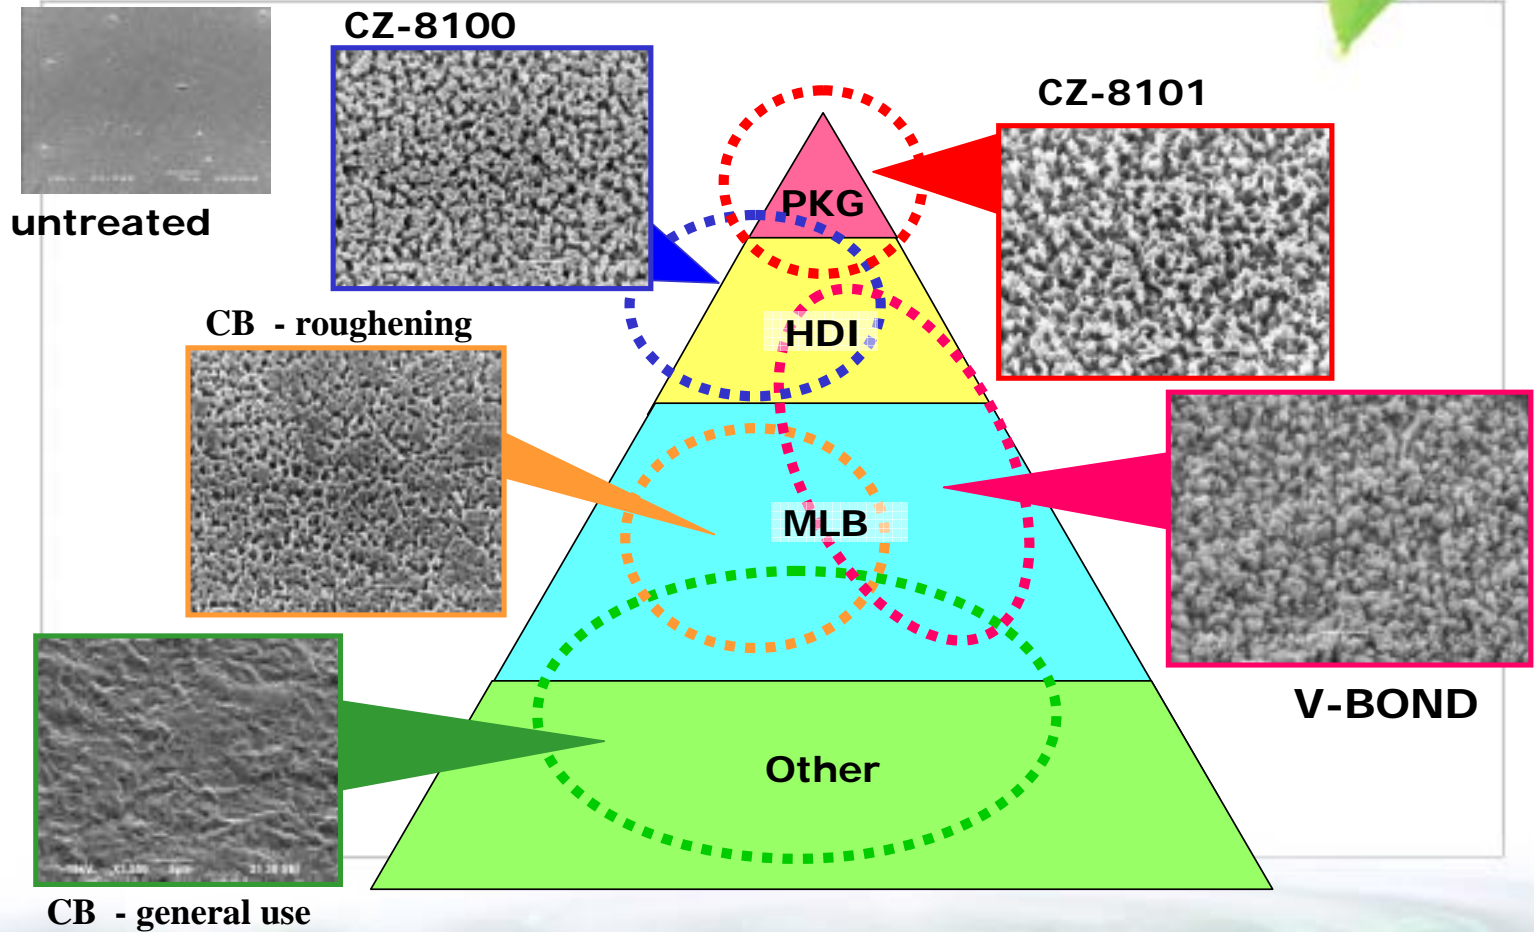 CZ-8100
untreated
CZ-8101
PKG
HDI
CB - roughening
MLB
V-BOND
Other
CB - general use